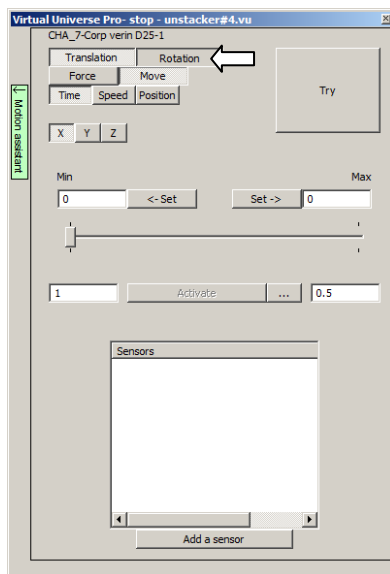 Virtual Universe Pro- stop - unstacker#4.vu
CHA_7-Corp verin D25-1
Translation Rotation
Force Move
Time Speed Position
Try
Motion assistant
X Y Z
Min Max
0 <- Set Set -> 0
1 Activate ... 0.5
Sensors
Add a sensor